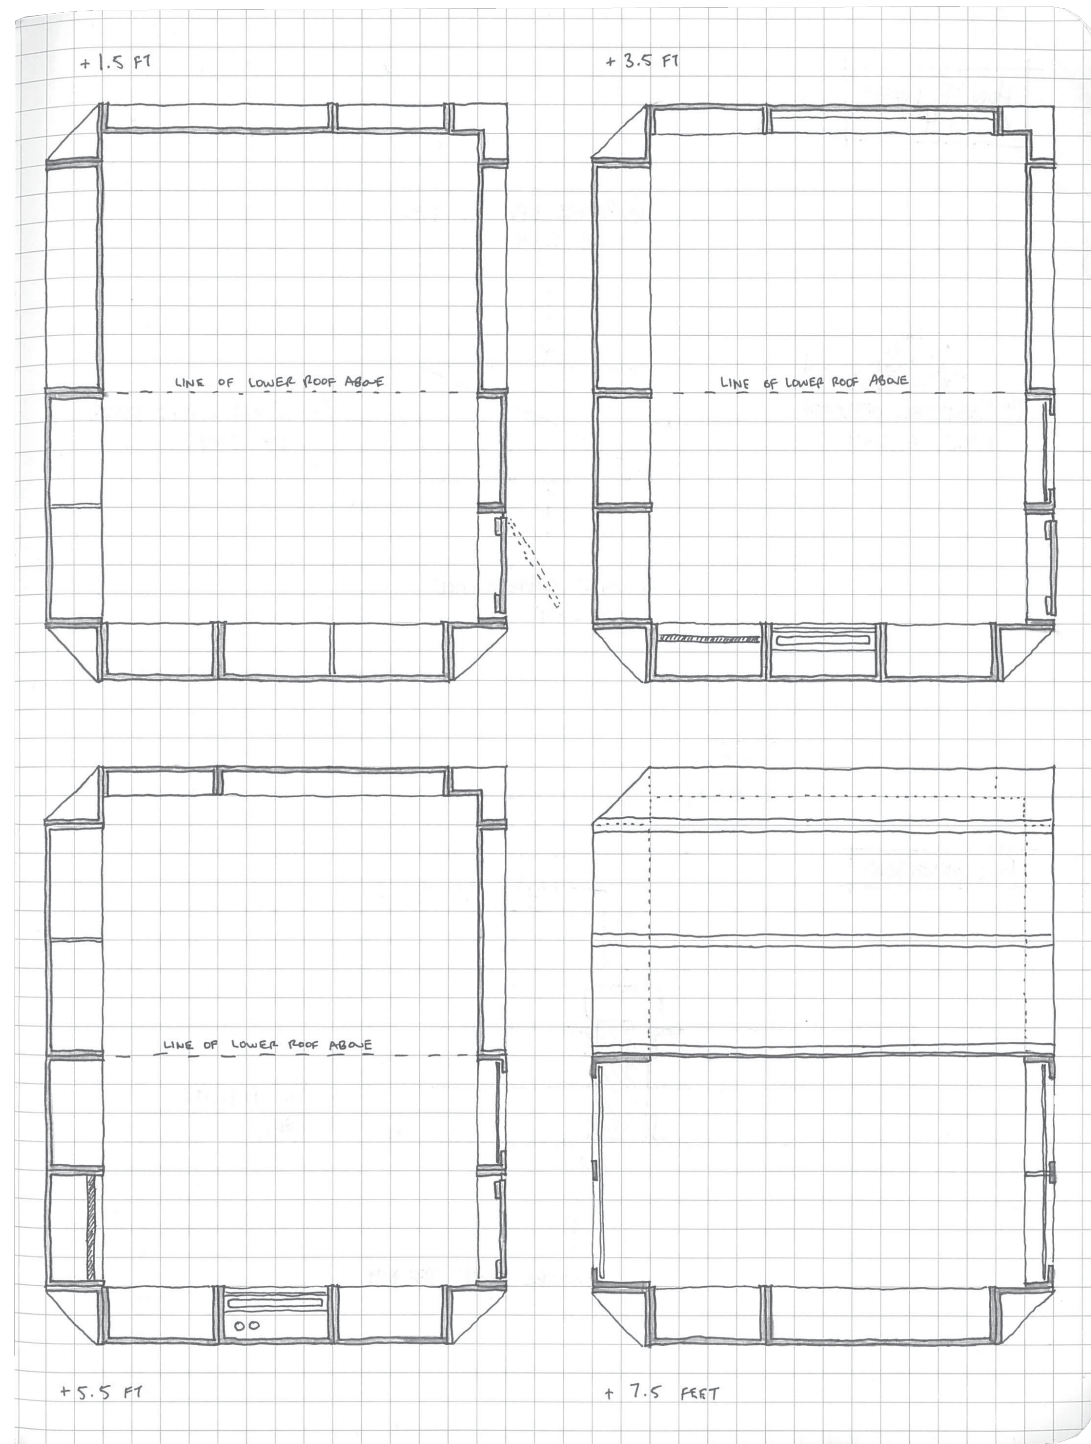 + 1.5 FT
+ 3.5 FT
LINE OF LOWER ROOF ABOVE
LINE OF LOWER ROOF ABOVE
LINE OF LOWER ROOF ABOVE
+ 5.5 FT
+ 7.5 FEET